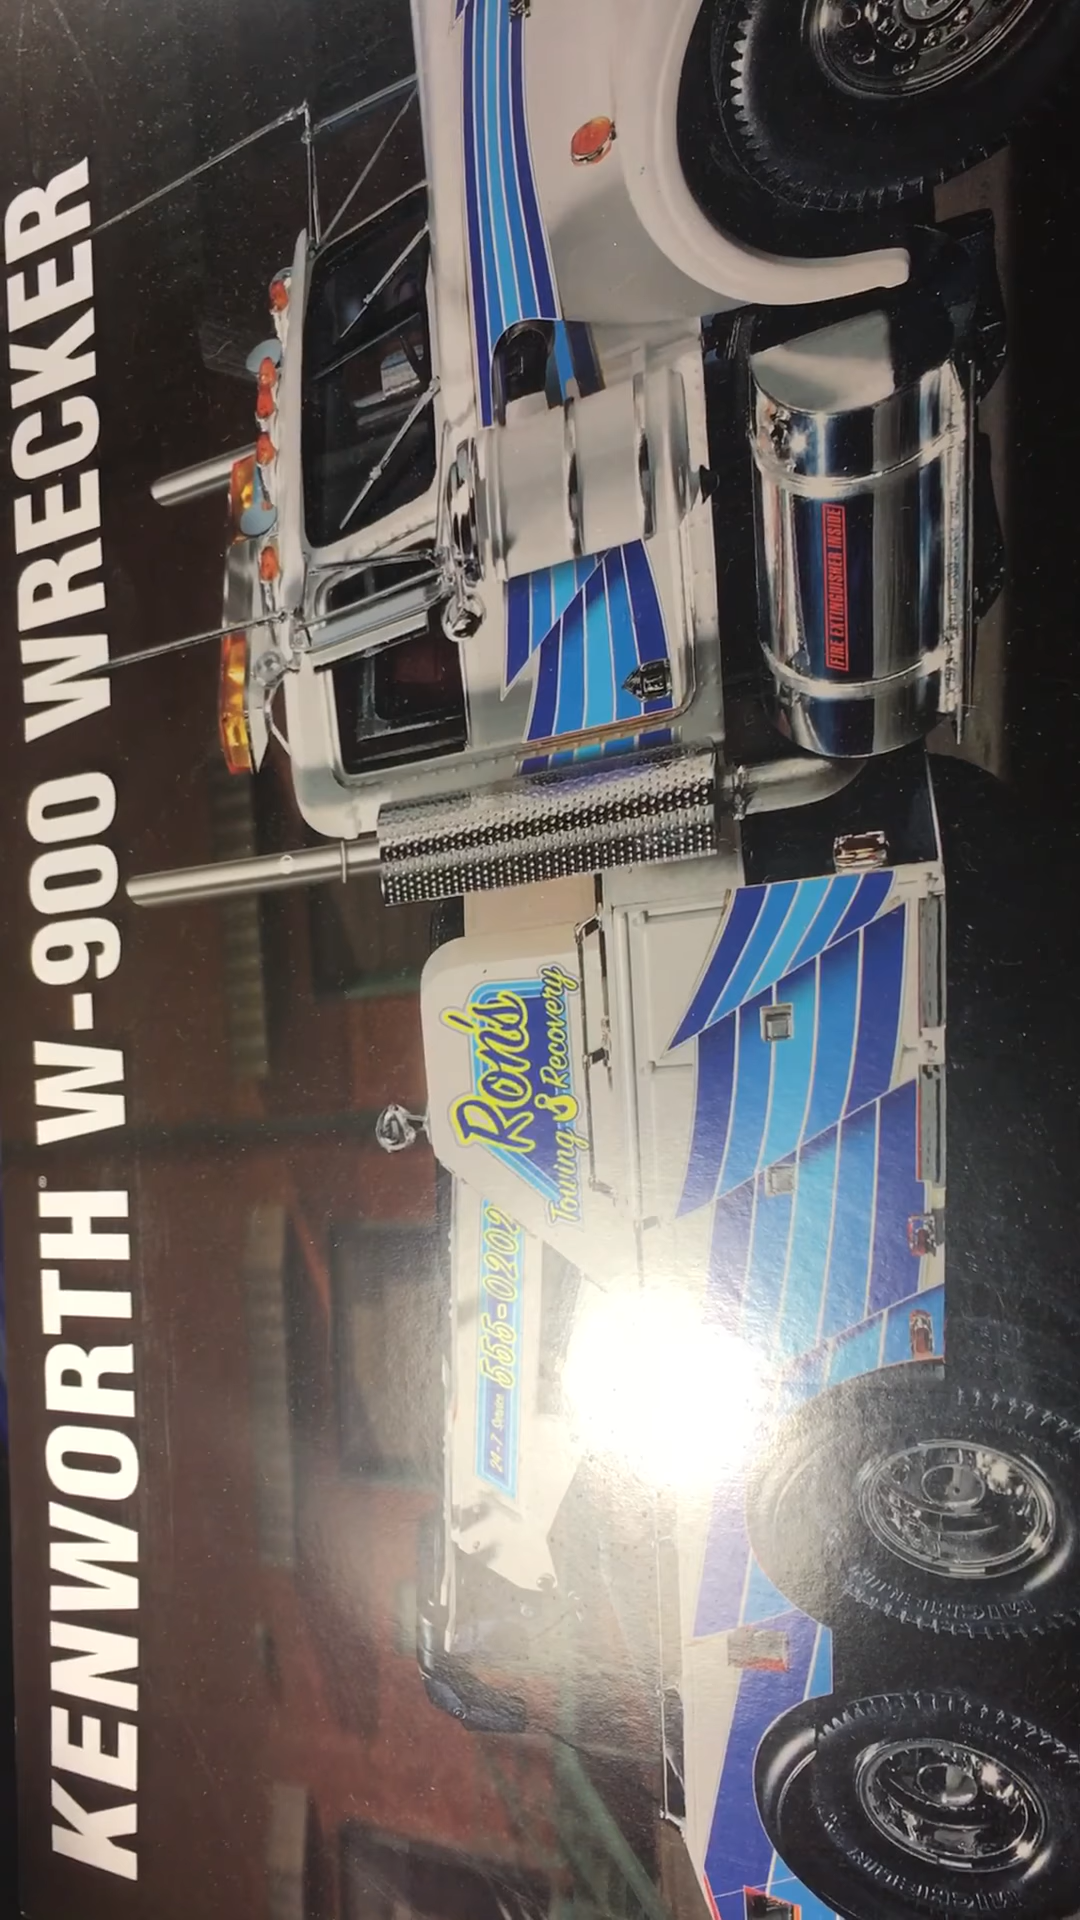 KENWORTH® W-900 WRECKER
FIRE EXTINGUISHER INSIDE
Ron's
Towing & Recovery
24-7 Service 555-0202